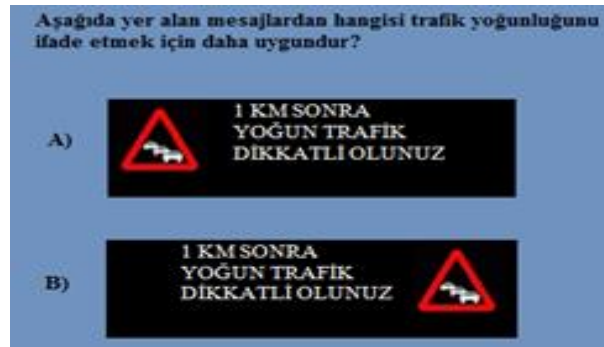 Aşağıda yer alan mesajlardan hangisi trafik yoğunluğunu
ifade etmek için daha uygundur?
A)
1 KM SONRA
YOĞUN TRAFİK
DİKKATLİ OLUNUZ
B)
1 KM SONRA
YOĞUN TRAFİK
DİKKATLİ OLUNUZ